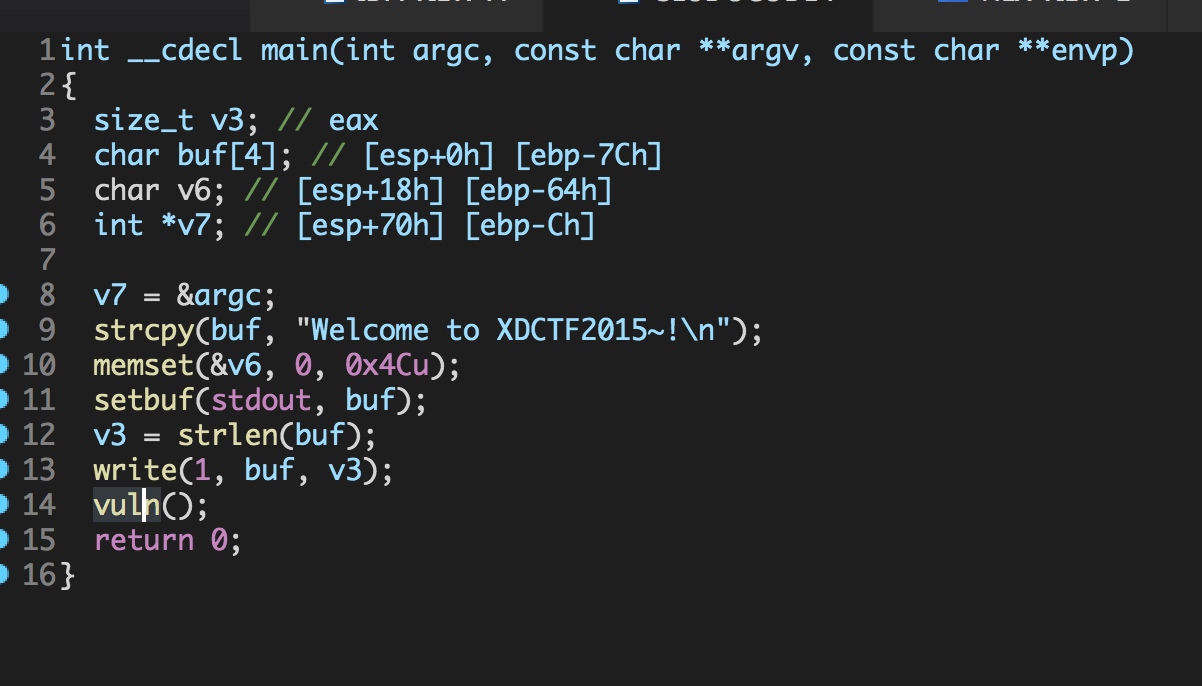 1 int __cdecl main(int argc, const char **argv, const char **envp)
2 {
3   size_t v3; // eax
4   char buf[4]; // [esp+0h] [ebp-7Ch]
5   char v6; // [esp+18h] [ebp-64h]
6   int *v7; // [esp+70h] [ebp-Ch]
7
8   v7 = &argc;
9   strcpy(buf, "Welcome to XDCTF2015~!\n");
10   memset(&v6, 0, 0x4Cu);
11   setbuf(stdout, buf);
12   v3 = strlen(buf);
13   write(1, buf, v3);
14   vuln();
15   return 0;
16 }